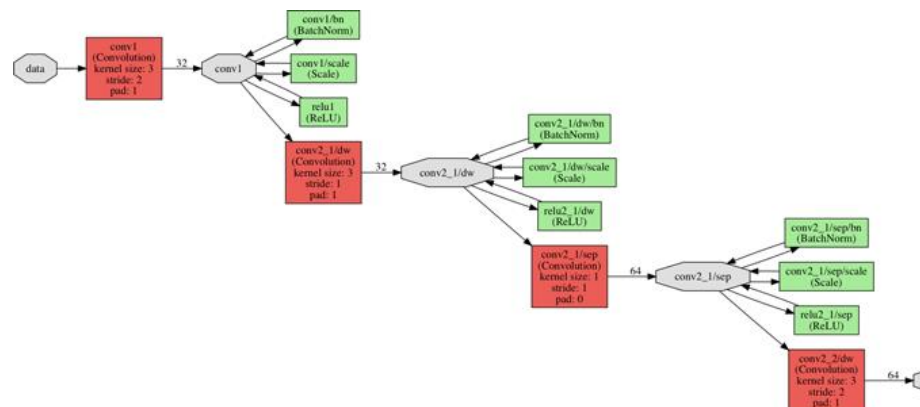 data
conv1
(Convolution)
kernel size: 3
stride: 2
pad: 1
32
conv1
conv1/bn
(BatchNorm)
conv1/scale
(Scale)
relu1
(ReLU)
conv2_1/dw
(Convolution)
kernel size: 3
stride: 1
pad: 1
32
conv2_1/dw
conv2_1/dw/bn
(BatchNorm)
conv2_1/dw/scale
(Scale)
relu2_1/dw
(ReLU)
conv2_1/sep
(Convolution)
kernel size: 1
stride: 1
pad: 0
64
conv2_1/sep
conv2_1/sep/bn
(BatchNorm)
conv2_1/sep/scale
(Scale)
relu2_1/sep
(ReLU)
conv2_2/dw
(Convolution)
kernel size: 3
stride: 2
pad: 1
64